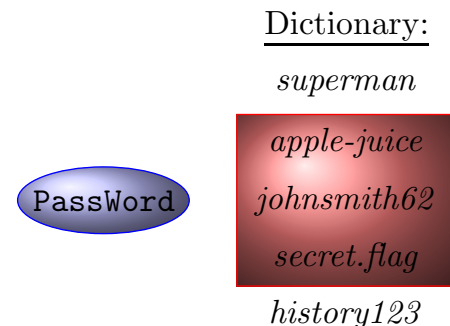 Dictionary:
superman
apple-juice
PassWord
johnsmith62
secret.flag
history123